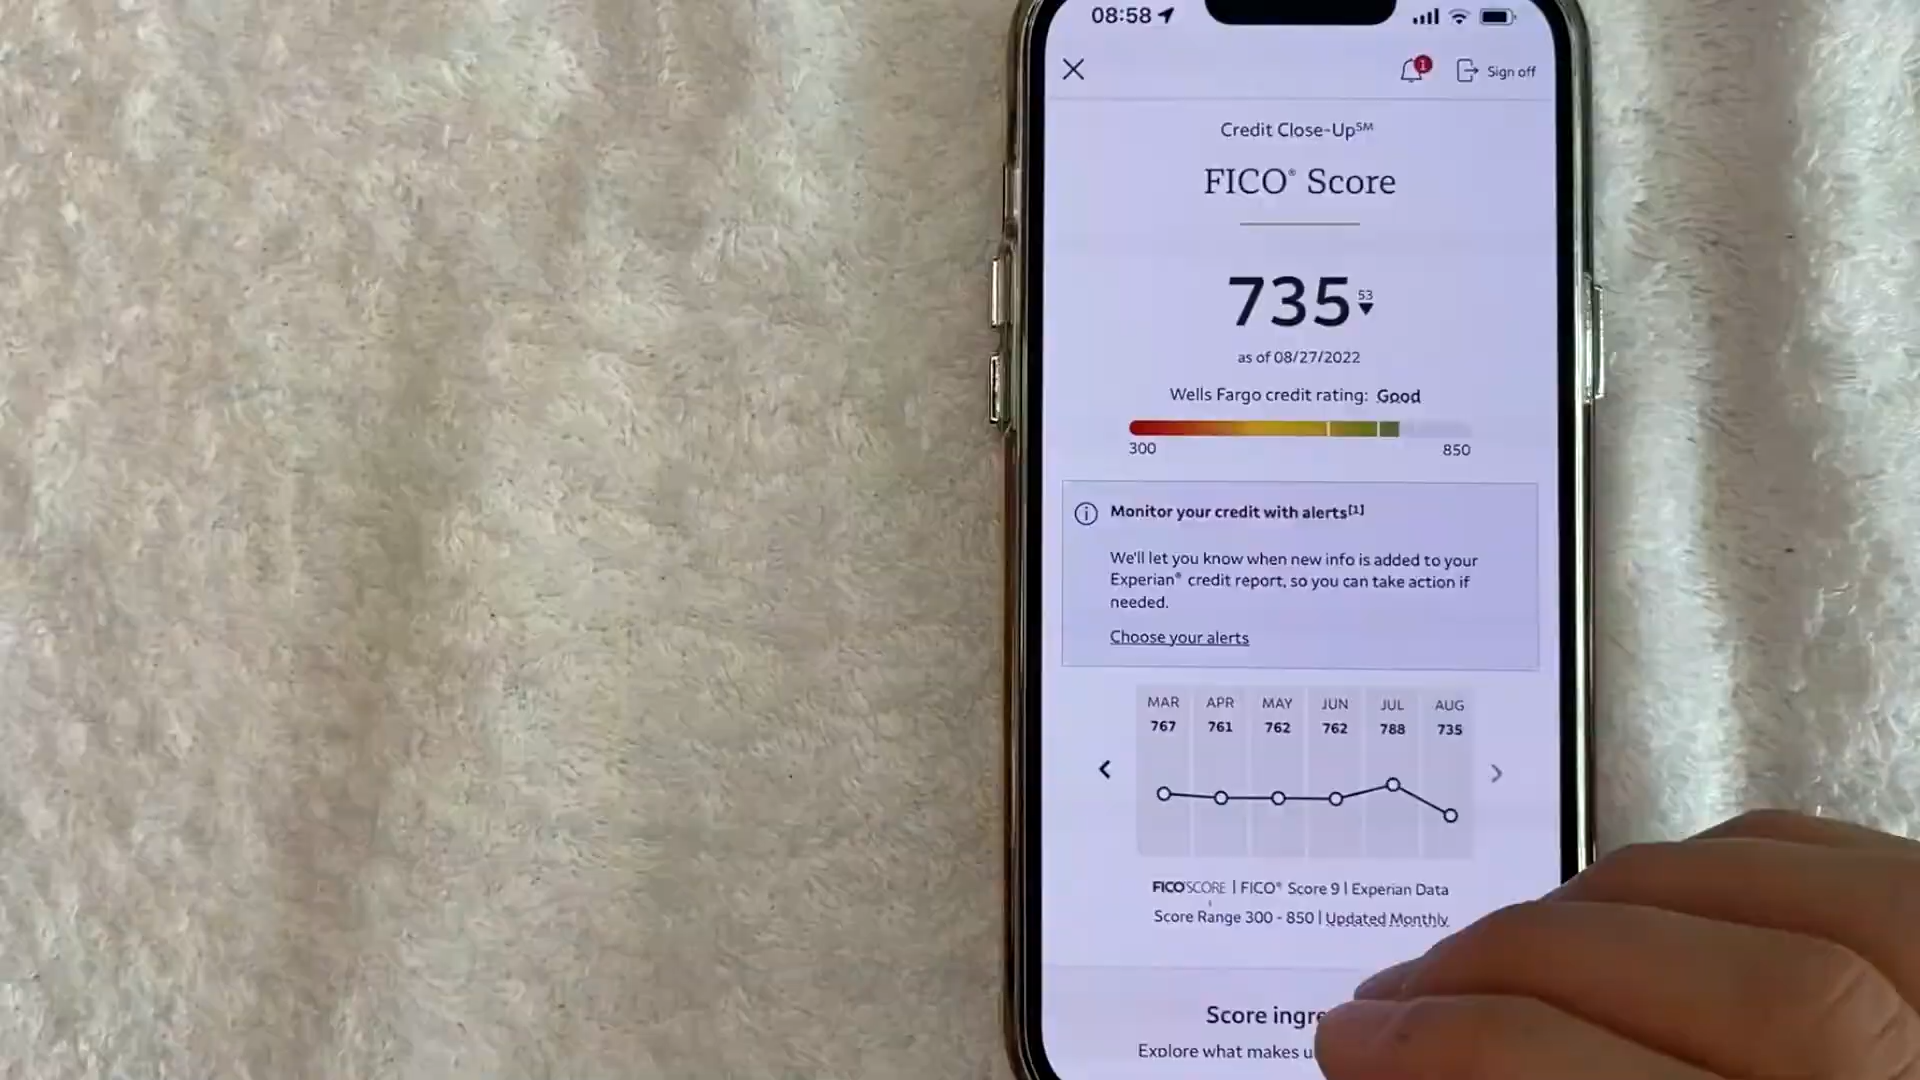 08:58
1
Sign off
Credit Close-Up℠
FICO® Score
735 53
as of 08/27/2022
Wells Fargo credit rating: Good
300 850
Monitor your credit with alerts[1]
We'll let you know when new info is added to your
Experian® credit report, so you can take action if
needed.
Choose your alerts
MAR APR MAY JUN JUL AUG
767 761 762 762 788 735
FICO SCORE | FICO® Score 9 | Experian Data
Score Range 300 - 850 | Updated Monthly
Score
Explore what makes